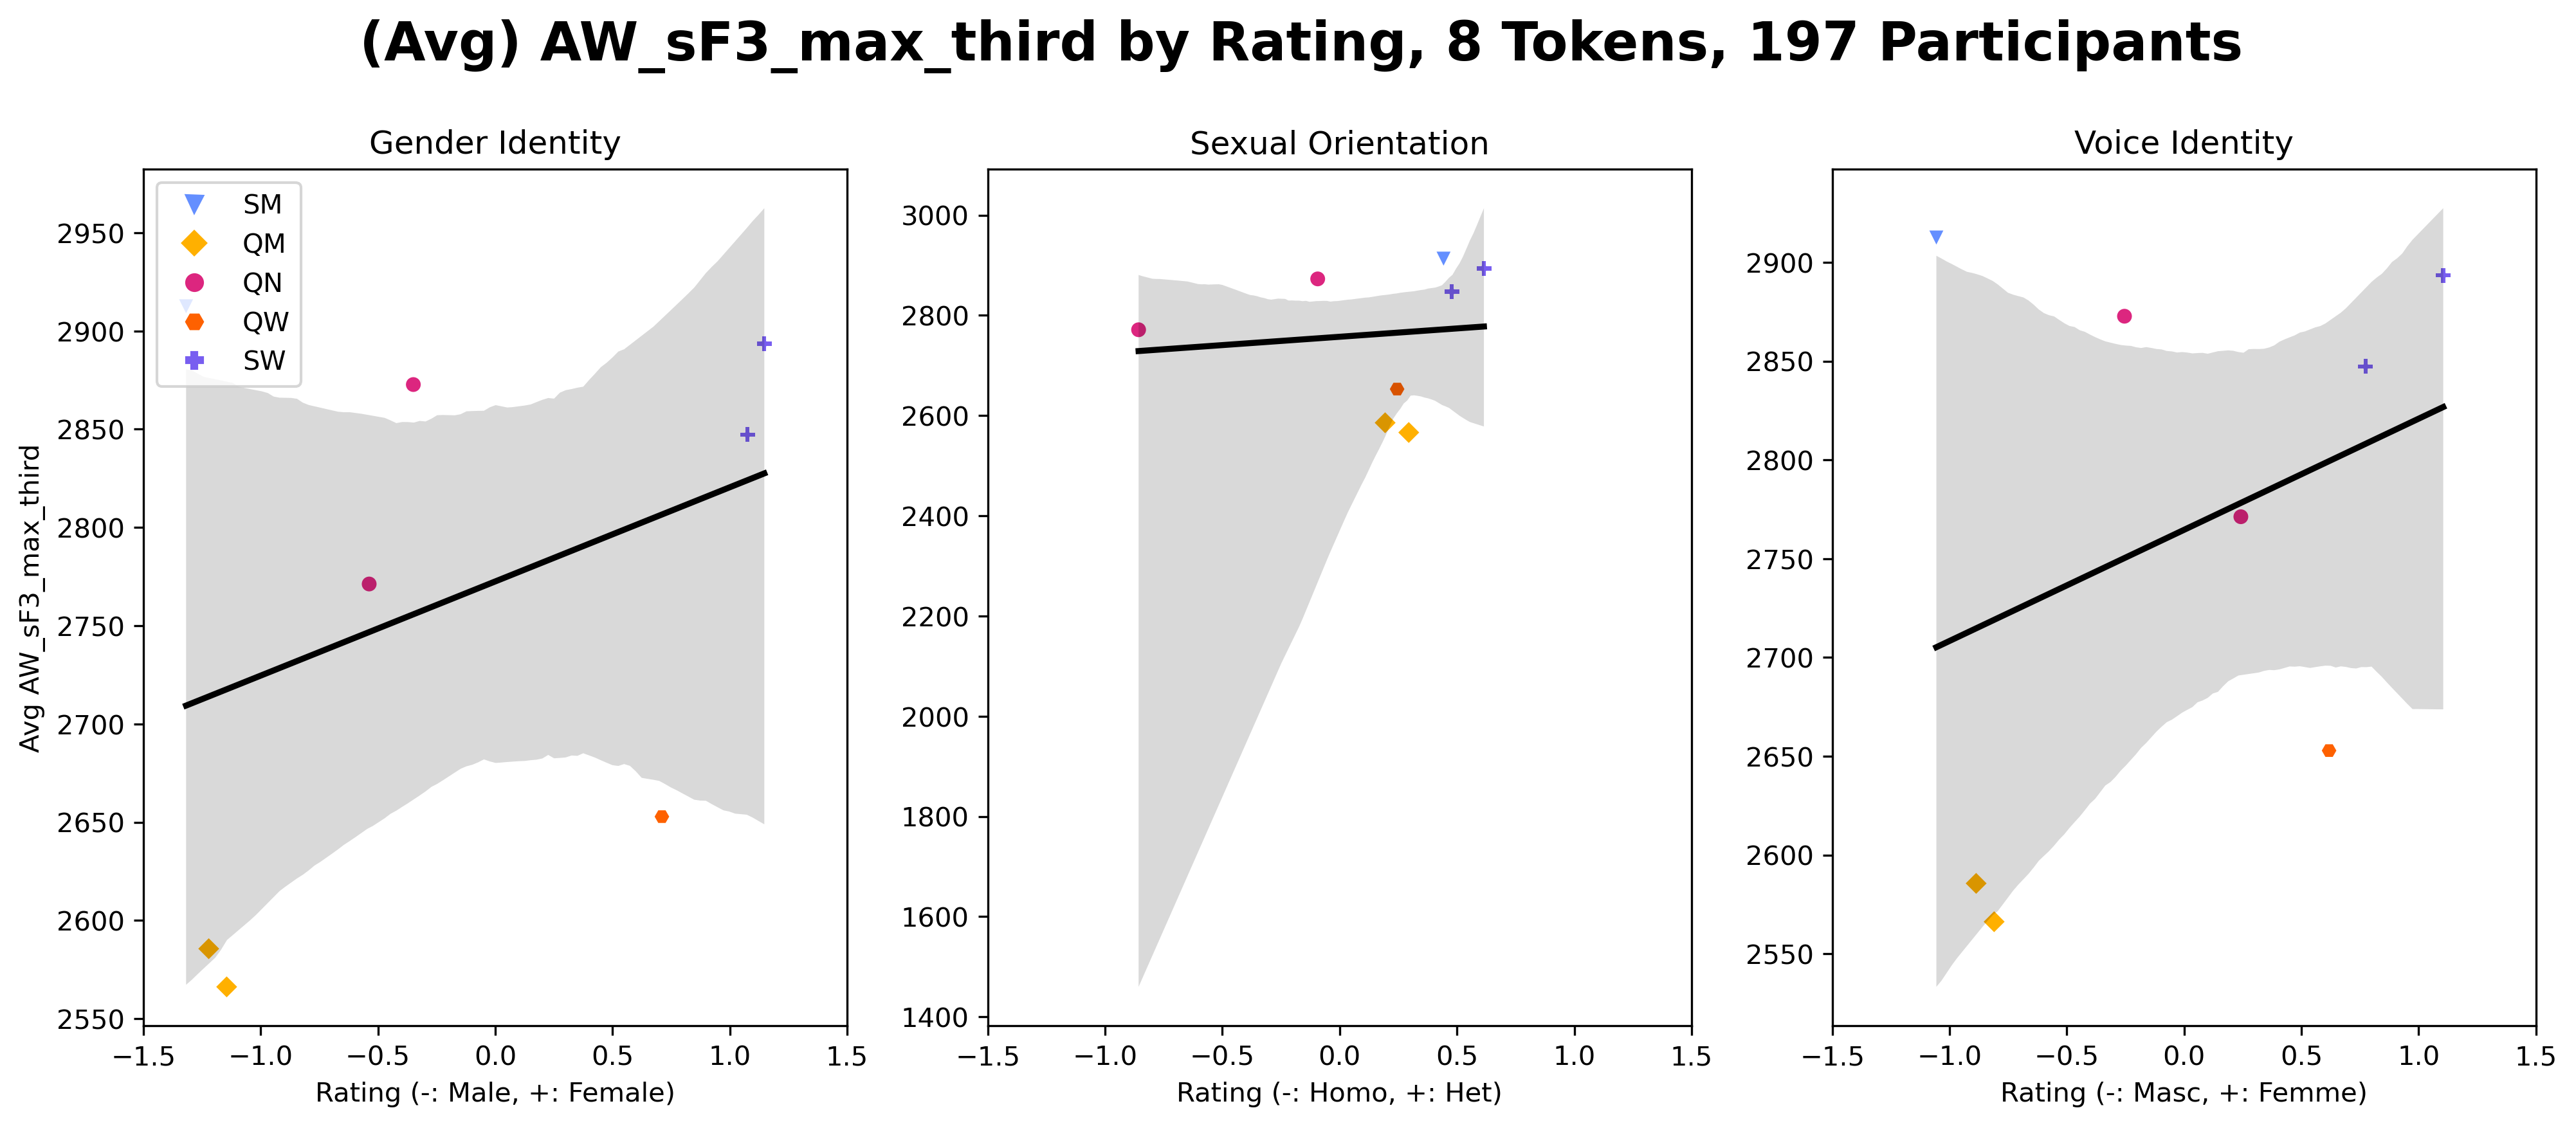 (Avg) AW_sF3_max_third by Rating, 8 Tokens, 197 Participants
Gender Identity
Avg AW_sF3_max_third
2950
2900
2850
2800
2750
2700
2650
2600
2550
SM
QM
QN
QW
SW
−1.5 −1.0 −0.5 0.0 0.5 1.0 1.5
Rating (-: Male, +: Female)
Sexual Orientation
3000
2800
2600
2400
2200
2000
1800
1600
1400
−1.5 −1.0 −0.5 0.0 0.5 1.0 1.5
Rating (-: Homo, +: Het)
Voice Identity
2900
2850
2800
2750
2700
2650
2600
2550
−1.5 −1.0 −0.5 0.0 0.5 1.0 1.5
Rating (-: Masc, +: Femme)